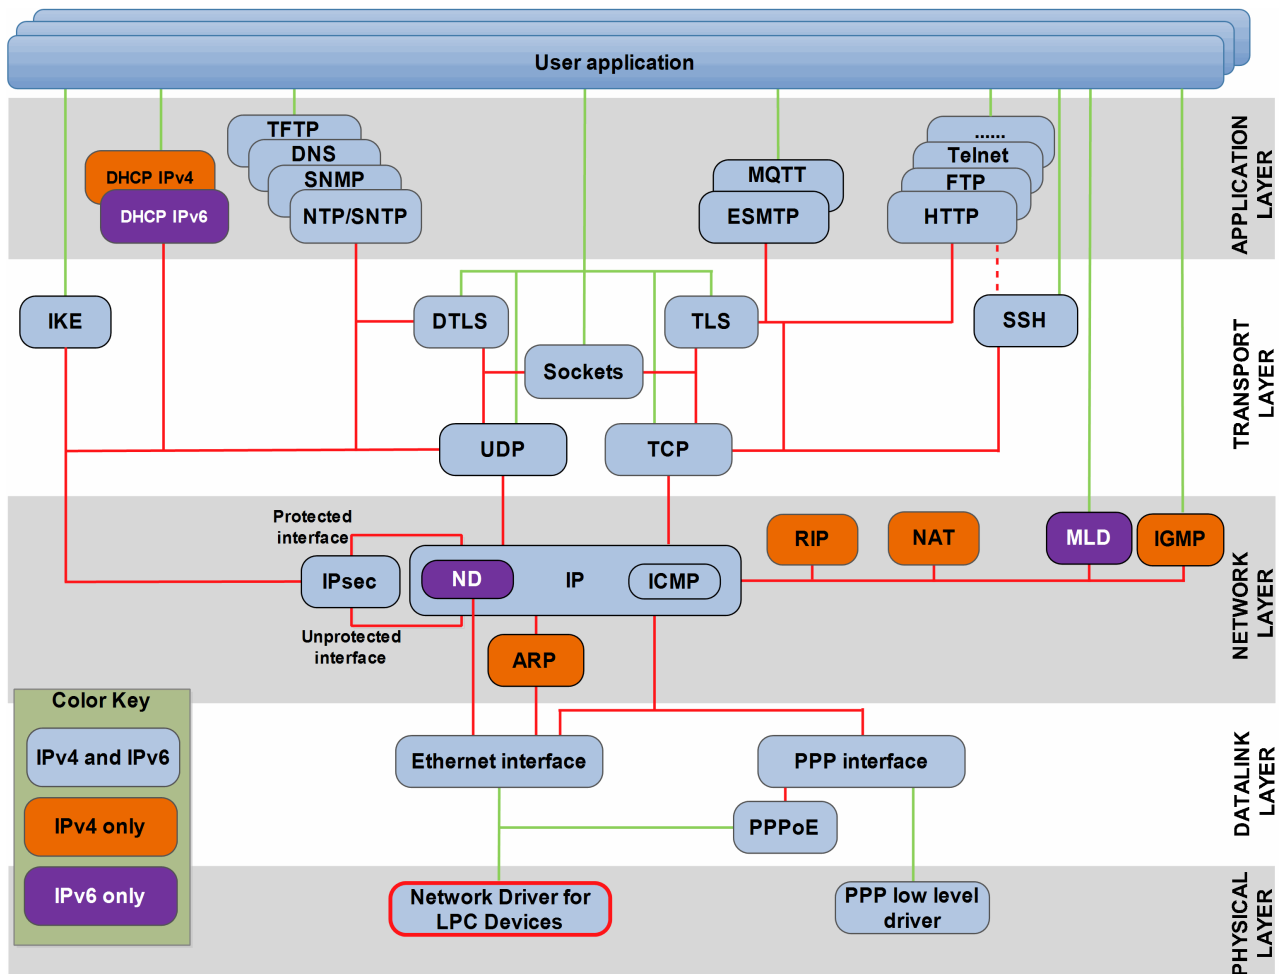 User application
APPLICATION
LAYER
TFTP
DNS
SNMP
NTP/SNTP
DHCP IPv4
DHCP IPv6
MQTT
ESMTP
......
Telnet
FTP
HTTP
TRANSPORT
LAYER
IKE
DTLS
TLS
SSH
Sockets
UDP
TCP
NETWORK
LAYER
Protected
interface
IPsec
Unprotected
interface
ND
IP
ICMP
RIP
NAT
MLD
IGMP
ARP
Color Key
IPv4 and IPv6
IPv4 only
IPv6 only
DATALINK
LAYER
Ethernet interface
PPP interface
PPPoE
PHYSICAL
LAYER
Network Driver for
LPC Devices
PPP low level
driver